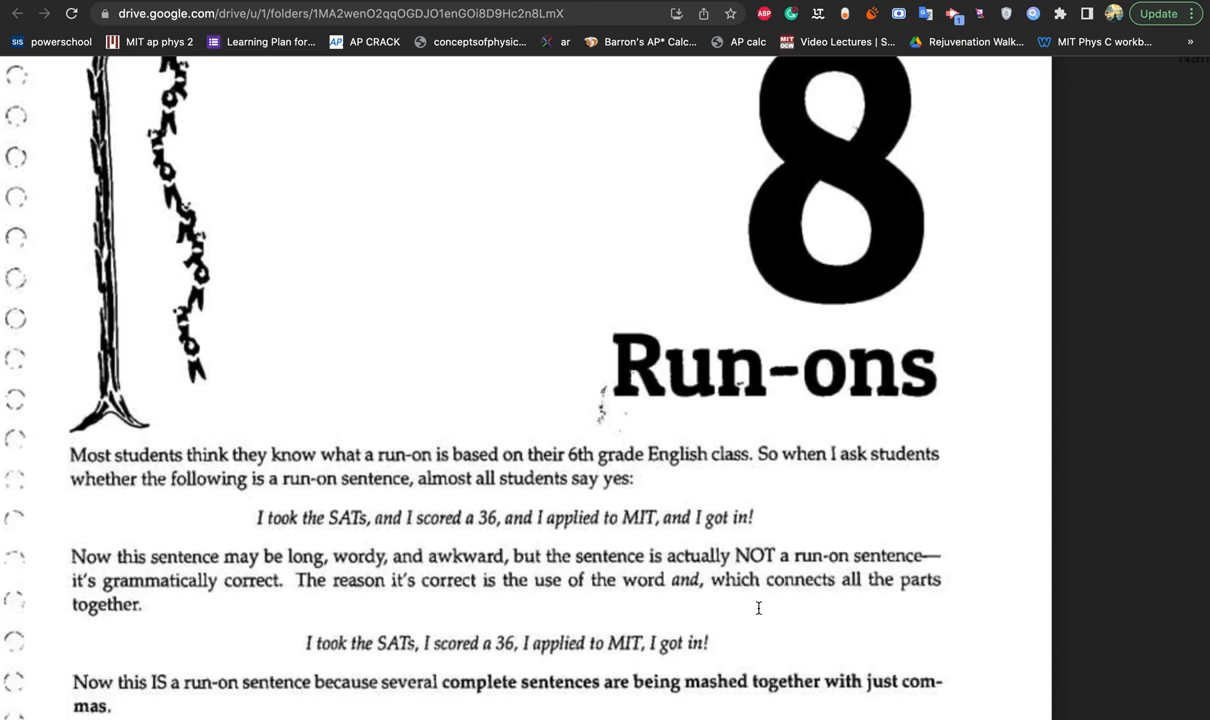 drive.google.com/drive/u/1/folders/1MA2wenO2qqOGDJO1enGOi8D9Hc2n8LmX
Update
powerschool
MIT ap phys 2
Learning Plan for...
AP CRACK
conceptsofphysic...
ar
Barron's AP* Calc...
AP calc
Video Lectures | S...
Rejuvenation Walk...
MIT Phys C workb...
»
8
Run-ons
Most students think they know what a run-on is based on their 6th grade English class. So when I ask students
whether the following is a run-on sentence, almost all students say yes:
I took the SATs, and I scored a 36, and I applied to MIT, and I got in!
Now this sentence may be long, wordy, and awkward, but the sentence is actually NOT a run-on sentence—
it's grammatically correct. The reason it's correct is the use of the word and, which connects all the parts
together.
I took the SATs, I scored a 36, I applied to MIT, I got in!
Now this IS a run-on sentence because several complete sentences are being mashed together with just com-
mas.